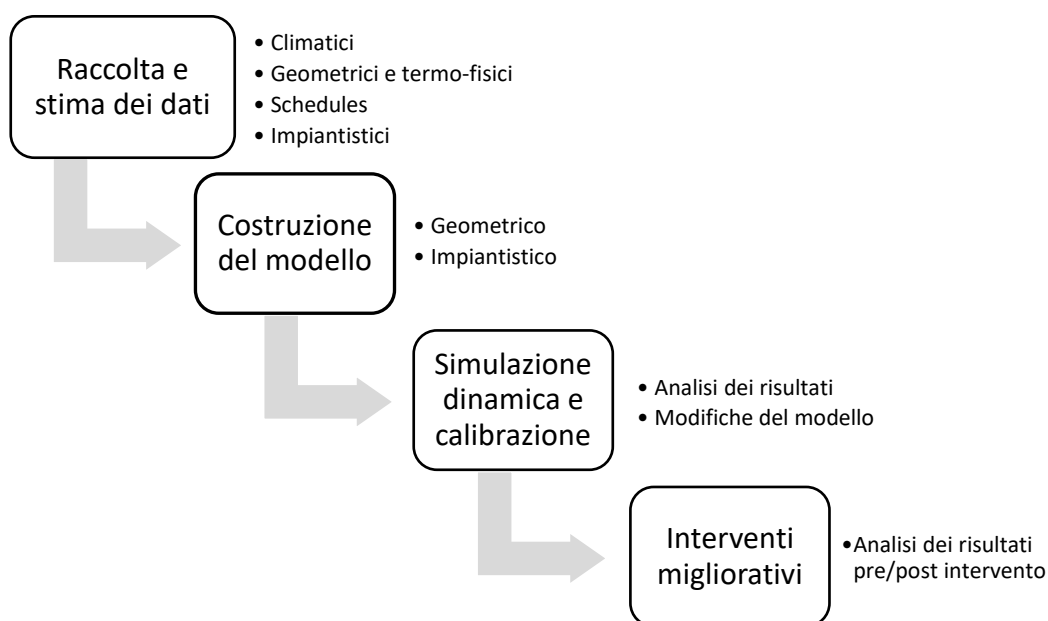 Raccolta e
stima dei dati
• Climatici
• Geometrici e termo-fisici
• Schedules
• Impiantistici
Costruzione
del modello
• Geometrico
• Impiantistico
Simulazione
dinamica e
calibrazione
• Analisi dei risultati
• Modifiche del modello
Interventi
migliorativi
•Analisi dei risultati
pre/post intervento